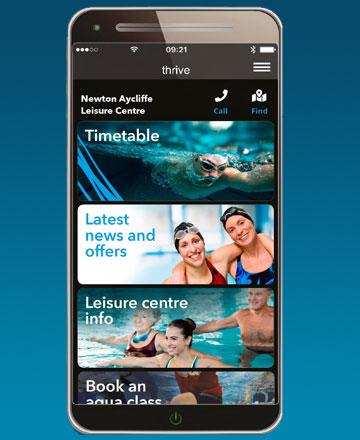 09:21
thrive
Newton Aycliffe
Leisure Centre
Call
Find
Timetable
Latest
news and
offers
Leisure centre
info
Book an
aqua class